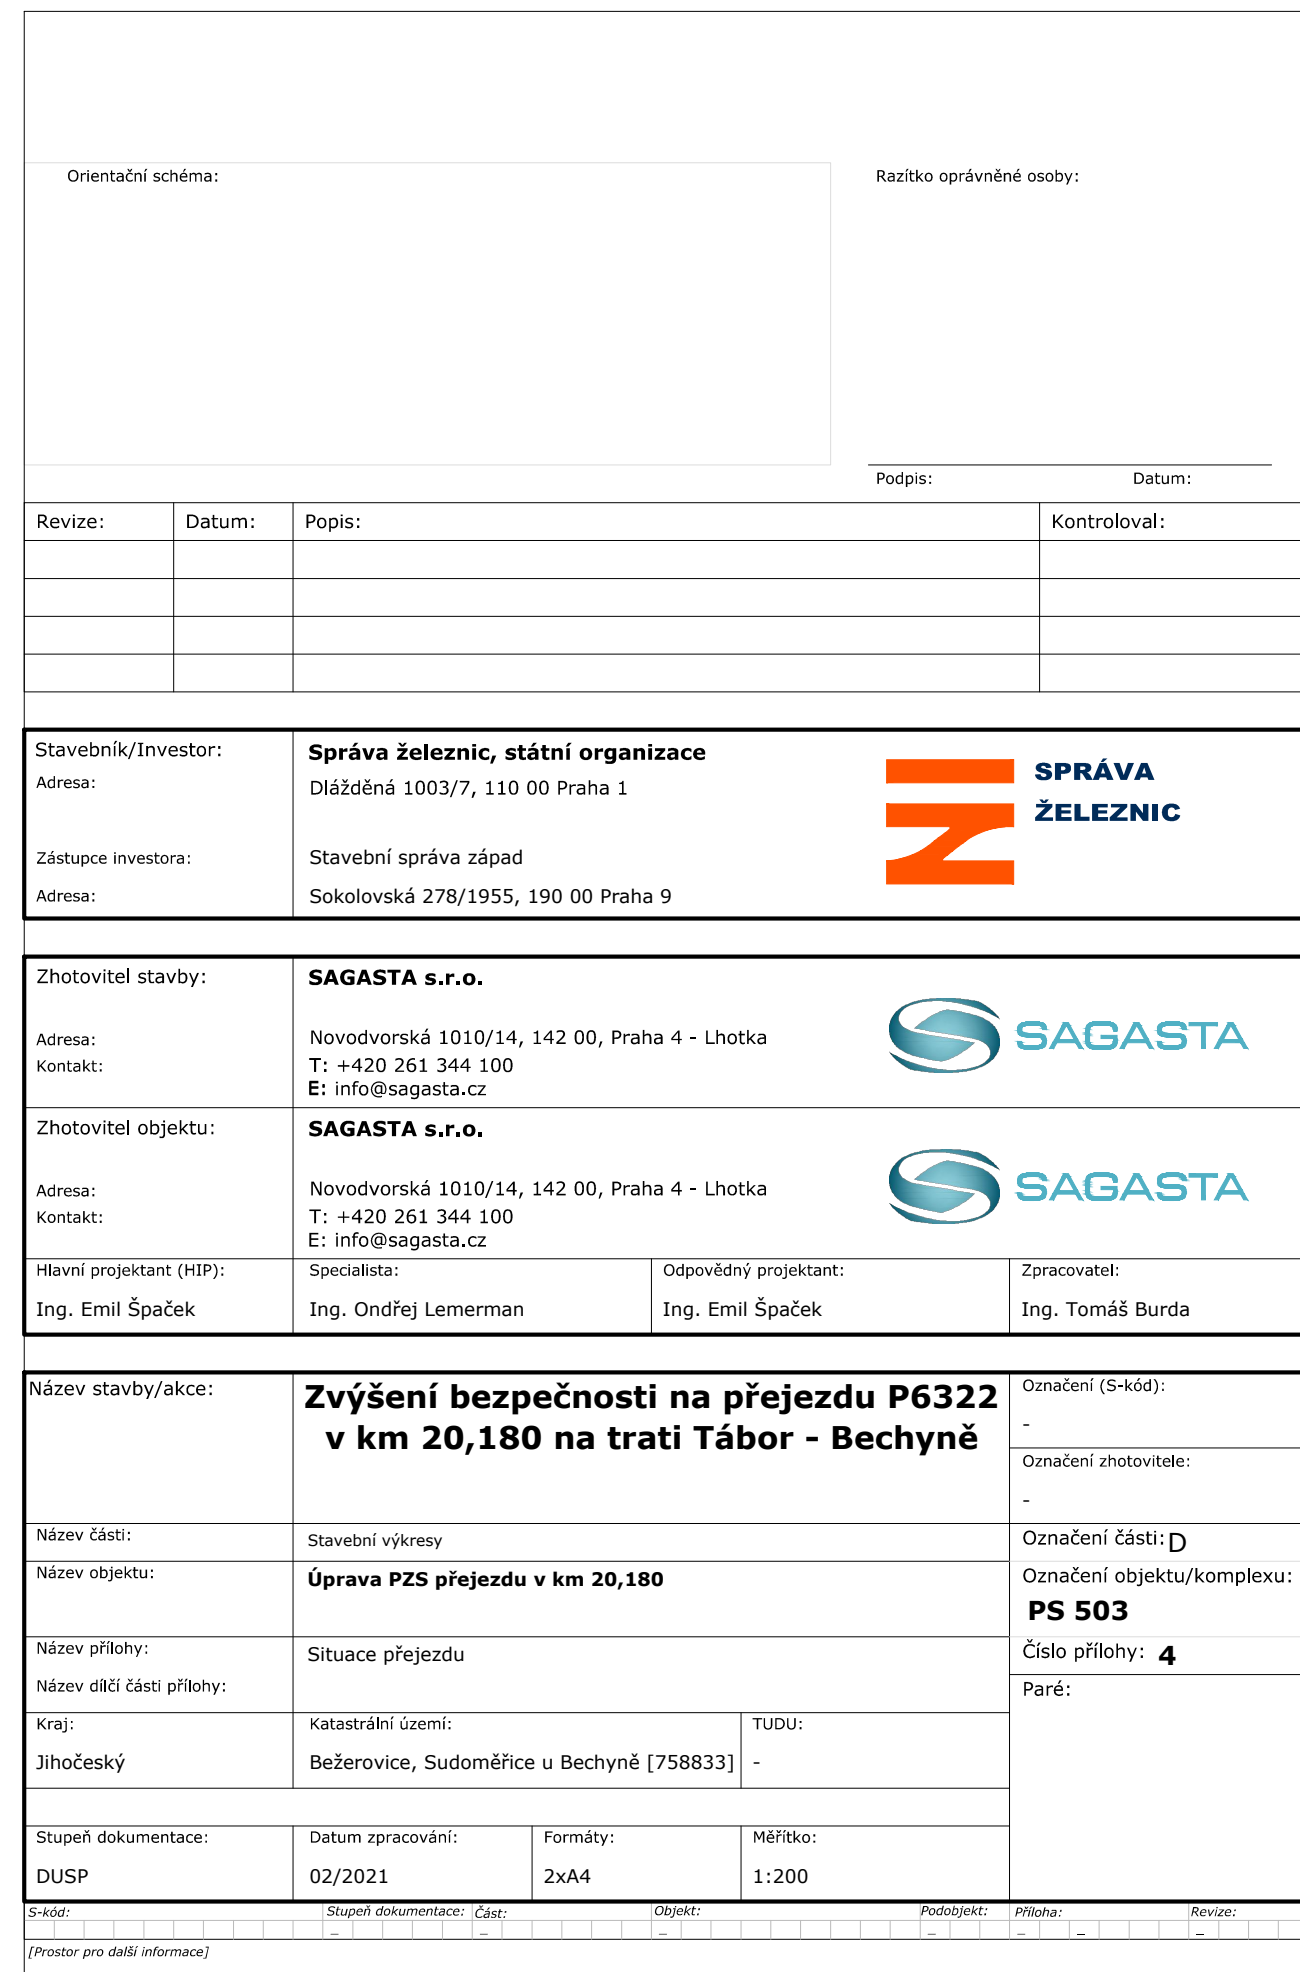 Orientační schéma:
Razítko oprávněné osoby:
Podpis: Datum:
Revize: Datum: Popis: Kontroloval:
Stavebník/Investor: Správa železnic, státní organizace
Adresa: Dlážděná 1003/7, 110 00 Praha 1
SPRÁVA
ŽELEZNIC
Zástupce investora: Stavební správa západ
Adresa: Sokolovská 278/1955, 190 00 Praha 9
Zhotovitel stavby: SAGASTA s.r.o.
Adresa: Novodvorská 1010/14, 142 00, Praha 4 - Lhotka
SAGASTA
Kontakt: T: +420 261 344 100
E: info@sagasta.cz
Zhotovitel objektu: SAGASTA s.r.o.
Adresa: Novodvorská 1010/14, 142 00, Praha 4 - Lhotka
SAGASTA
Kontakt: T: +420 261 344 100
E: info@sagasta.cz
Hlavní projektant (HIP): Specialista: Odpovědný projektant: Zpracovatel:
Ing. Emil Špaček Ing. Ondřej Lemerman Ing. Emil Špaček Ing. Tomáš Burda
Název stavby/akce: Zvýšení bezpečnosti na přejezdu P6322
v km 20,180 na trati Tábor - Bechyně
Označení (S-kód):
-
Označení zhotovitele:
-
Název části: Stavební výkresy
Označení části: D
Název objektu: Úprava PZS přejezdu v km 20,180
Označení objektu/komplexu:
PS 503
Název přílohy: Situace přejezdu
Číslo přílohy: 4
Název dílčí části přílohy:
Paré:
Kraj: Katastrální území: TUDU:
Jihočeský Bežerovice, Sudoměřice u Bechyně [758833] -
Stupeň dokumentace: Datum zpracování: Formáty: Měřítko:
DUSP 02/2021 2xA4 1:200
S-kód: Stupeň dokumentace: Část: Objekt: Podobjekt: Příloha: Revize:
– – – – – – –
[Prostor pro další informace]